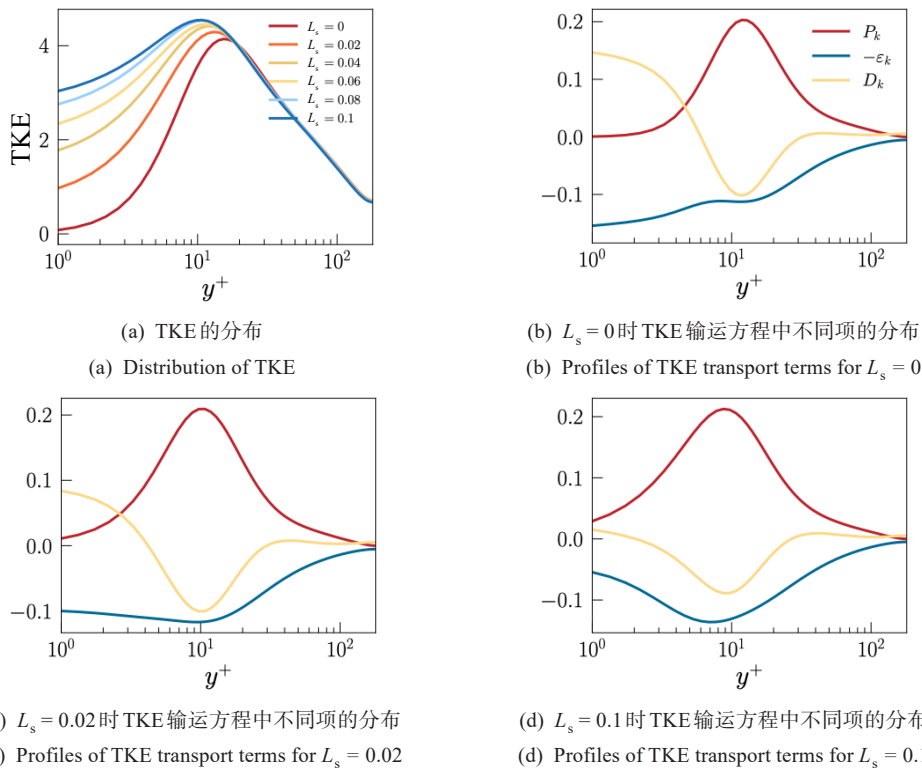 4
2
0
TKE
L_s = 0
L_s = 0.02
L_s = 0.04
L_s = 0.06
L_s = 0.08
L_s = 0.1
10^0 10^1 10^2
y^+
0.2
0.1
0.0
−0.1
P_k
−ε_k
D_k
10^0 10^1 10^2
y^+
(a) TKE的分布
(b) L_s = 0时TKE输运方程中不同项的分布
(a) Distribution of TKE
(b) Profiles of TKE transport terms for L_s = 0
0.2
0.1
0.0
−0.1
10^0 10^1 10^2
y^+
0.2
0.1
0.0
−0.1
10^0 10^1 10^2
y^+
) L_s = 0.02时TKE输运方程中不同项的分布
(d) L_s = 0.1时TKE输运方程中不同项的分布
) Profiles of TKE transport terms for L_s = 0.02
(d) Profiles of TKE transport terms for L_s = 0.